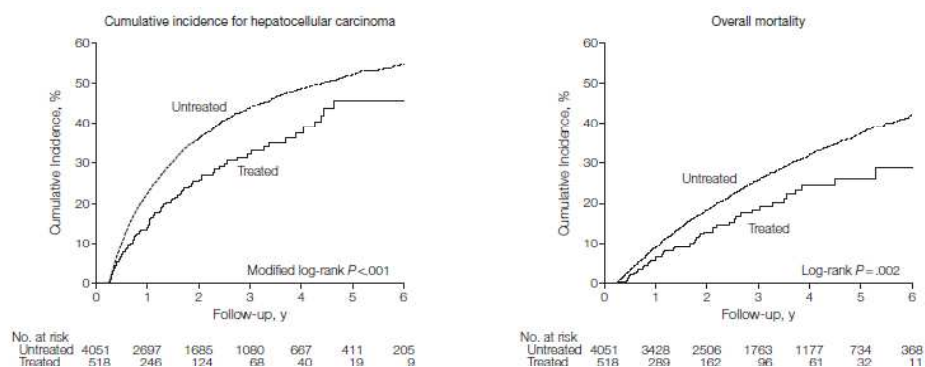 Cumulative incidence for hepatocellular carcinoma
60
50
40
30
20
10
0
Cumulative Incidence, %
Untreated
Treated
Modified log-rank P<.001
0 1 2 3 4 5 6
Follow-up, y
No. at risk
Untreated 4051 2697 1685 1080 667 411 205
Treated 518 246 124 68 40 19 9
Overall mortality
60
50
40
30
20
10
0
Cumulative Incidence, %
Untreated
Treated
Log-rank P=.002
0 1 2 3 4 5 6
Follow-up, y
No. at risk
Untreated 4051 3428 2506 1763 1177 734 368
Treated 518 289 162 96 61 32 11